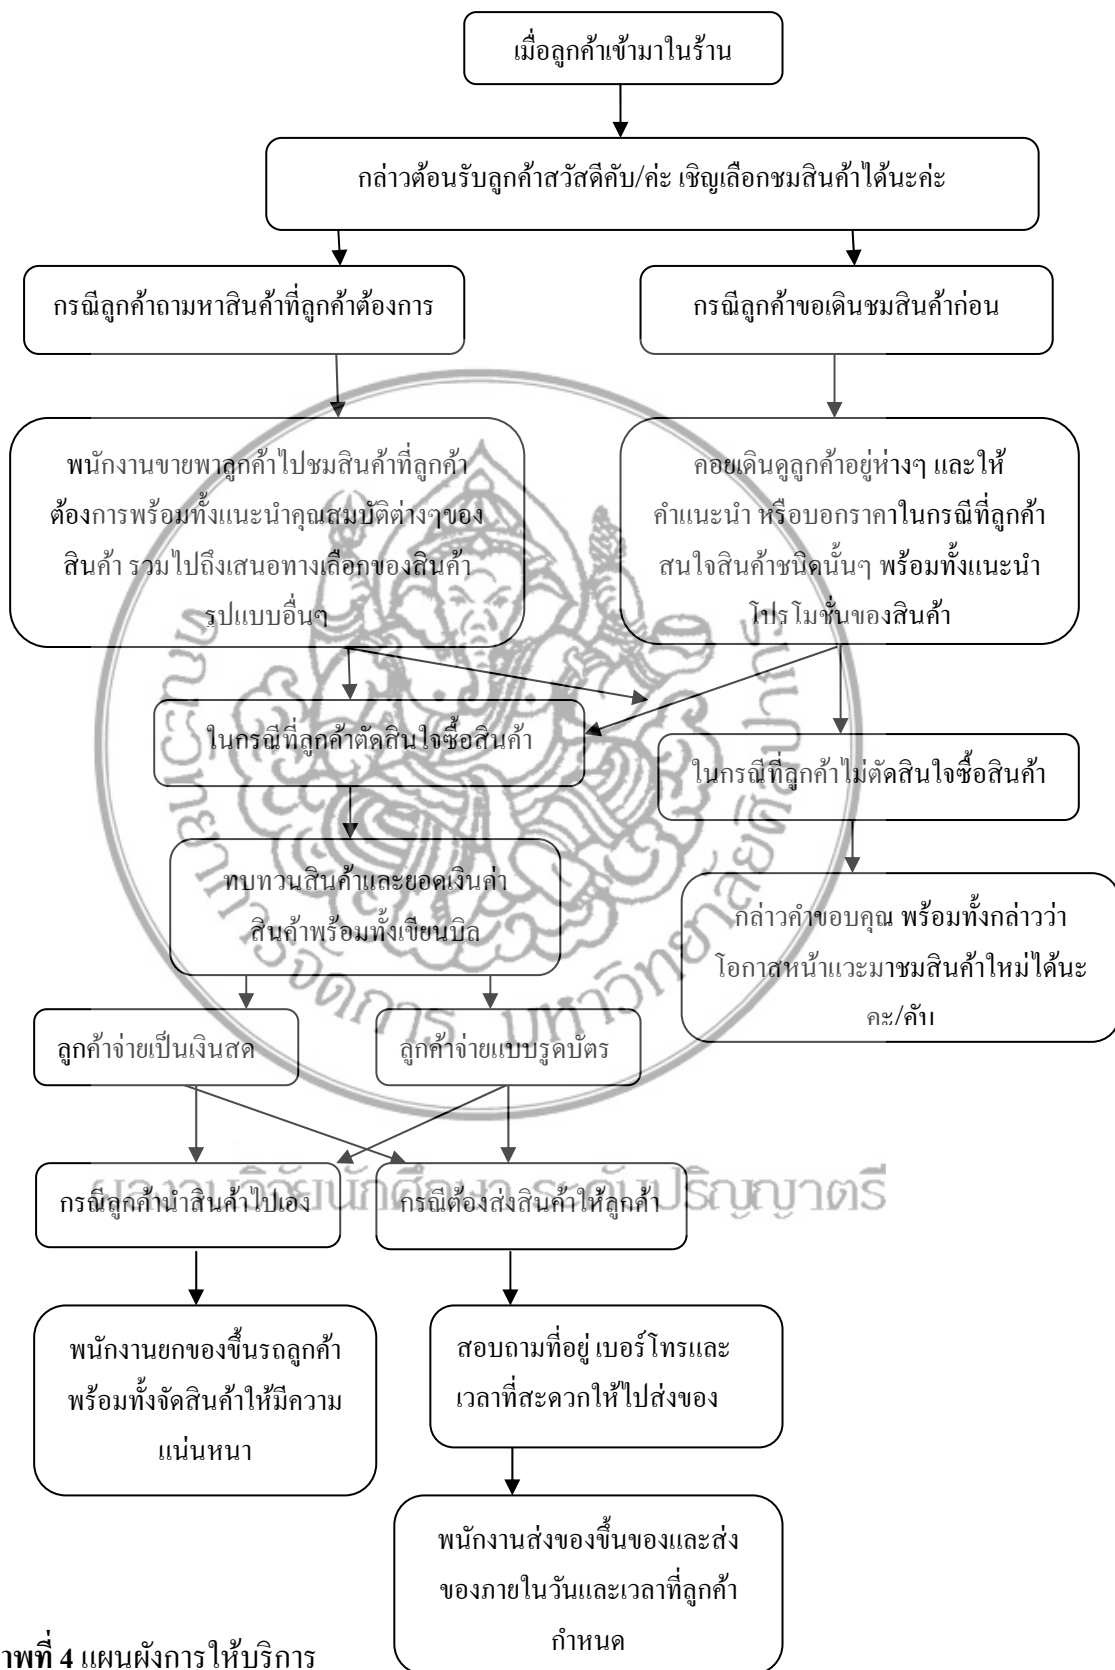 เมื่อลูกค้าเข้ามาในร้าน
กล่าวต้อนรับลูกค้าสวัสดีคับ/ค่ะ เชิญเลือกชมสินค้าได้นะค่ะ
กรณีลูกค้าถามหาสินค้าที่ลูกค้าต้องการ
กรณีลูกค้าขอเดินชมสินค้าก่อน
พนักงานขายพาลูกค้าไปชมสินค้าที่ลูกค้า
ต้องการพร้อมทั้งแนะนำคุณสมบัติต่างๆของ
สินค้า รวมไปถึงเสนอทางเลือกของสินค้า
รูปแบบอื่นๆ
คอยเดินดูลูกค้าอยู่ห่างๆ และให้
คำแนะนำ หรือบอกราคาในกรณีที่ลูกค้า
สนใจสินค้าชนิดนั้นๆ พร้อมทั้งแนะนำ
โปรโมชั่นของสินค้า
ในกรณีที่ลูกค้าตัดสินใจซื้อสินค้า
ในกรณีที่ลูกค้าไม่ตัดสินใจซื้อสินค้า
ทบทวนสินค้าและยอดเงินค่า
สินค้าพร้อมทั้งเขียนบิล
กล่าวคำขอบคุณ พร้อมทั้งกล่าวว่า
โอกาสหน้าแวะมาชมสินค้าใหม่ได้นะ
คะ/คับ
ลูกค้าจ่ายเป็นเงินสด
ลูกค้าจ่ายแบบรูดบัตร
กรณีลูกค้านำสินค้าไปเอง
กรณีต้องส่งสินค้าให้ลูกค้า
พนักงานยกของขึ้นรถลูกค้า
พร้อมทั้งจัดสินค้าให้มีความ
แน่นหนา
สอบถามที่อยู่ เบอร์โทรและ
เวลาที่สะดวกให้ไปส่งของ
พนักงานส่งของขึ้นของและส่ง
ของภายในวันและเวลาที่ลูกค้า
กำหนด
าพที่ 4 แผนผังการให้บริการ
มหาวิทยาลัยศิลปากร
ผลงานวิจัยนักศึกษา ระดับปริญญาตรี